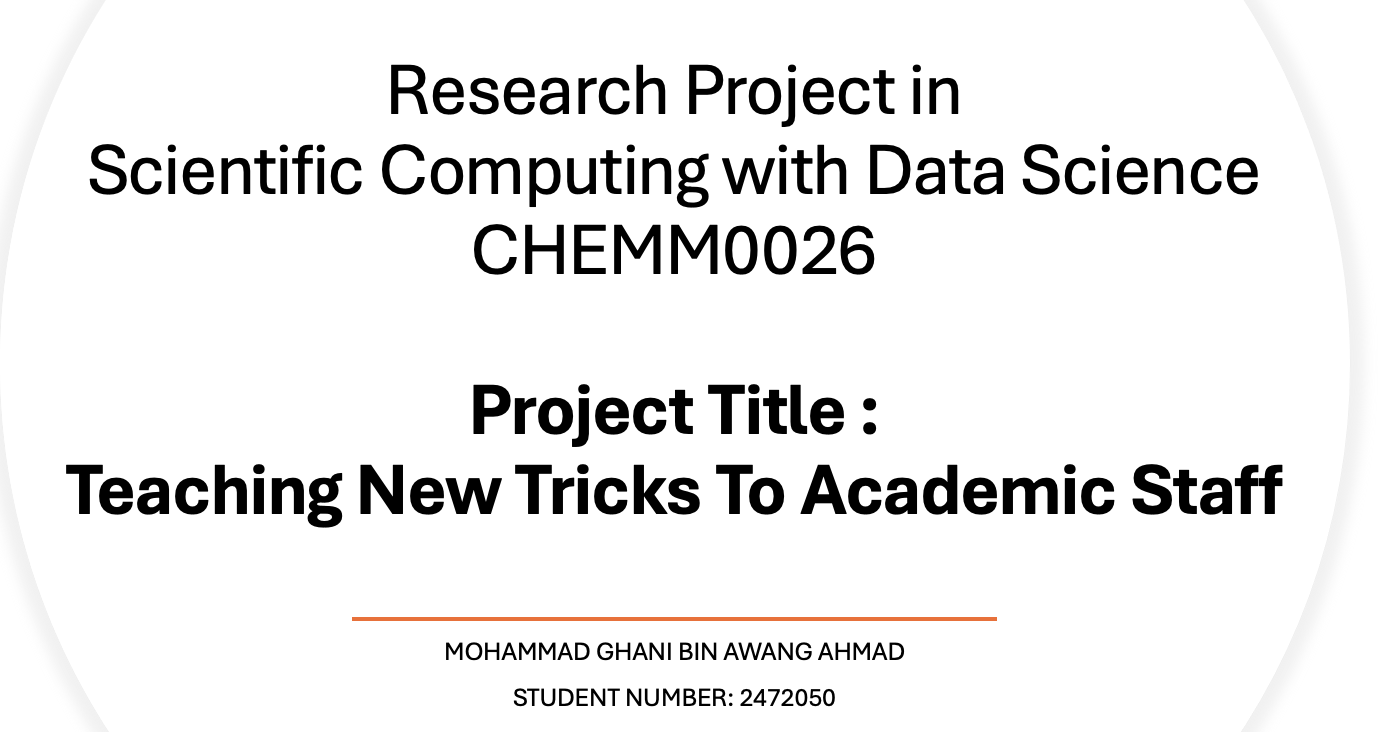 Research Project in
Scientific Computing with Data Science
CHEMM0026
Project Title :
Teaching New Tricks To Academic Staff
MOHAMMAD GHANI BIN AWANG AHMAD
STUDENT NUMBER: 2472050